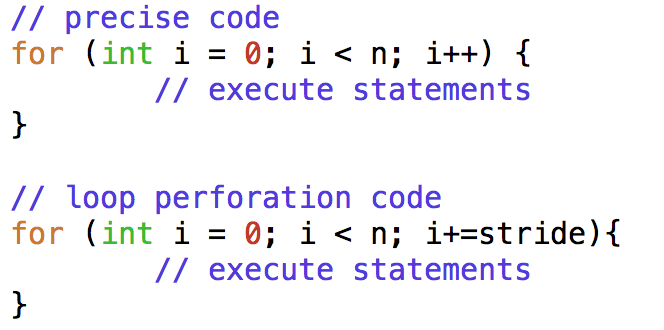 // precise code
for (int i = 0; i < n; i++) {
// execute statements
}
// loop perforation code
for (int i = 0; i < n; i+=stride){
// execute statements
}